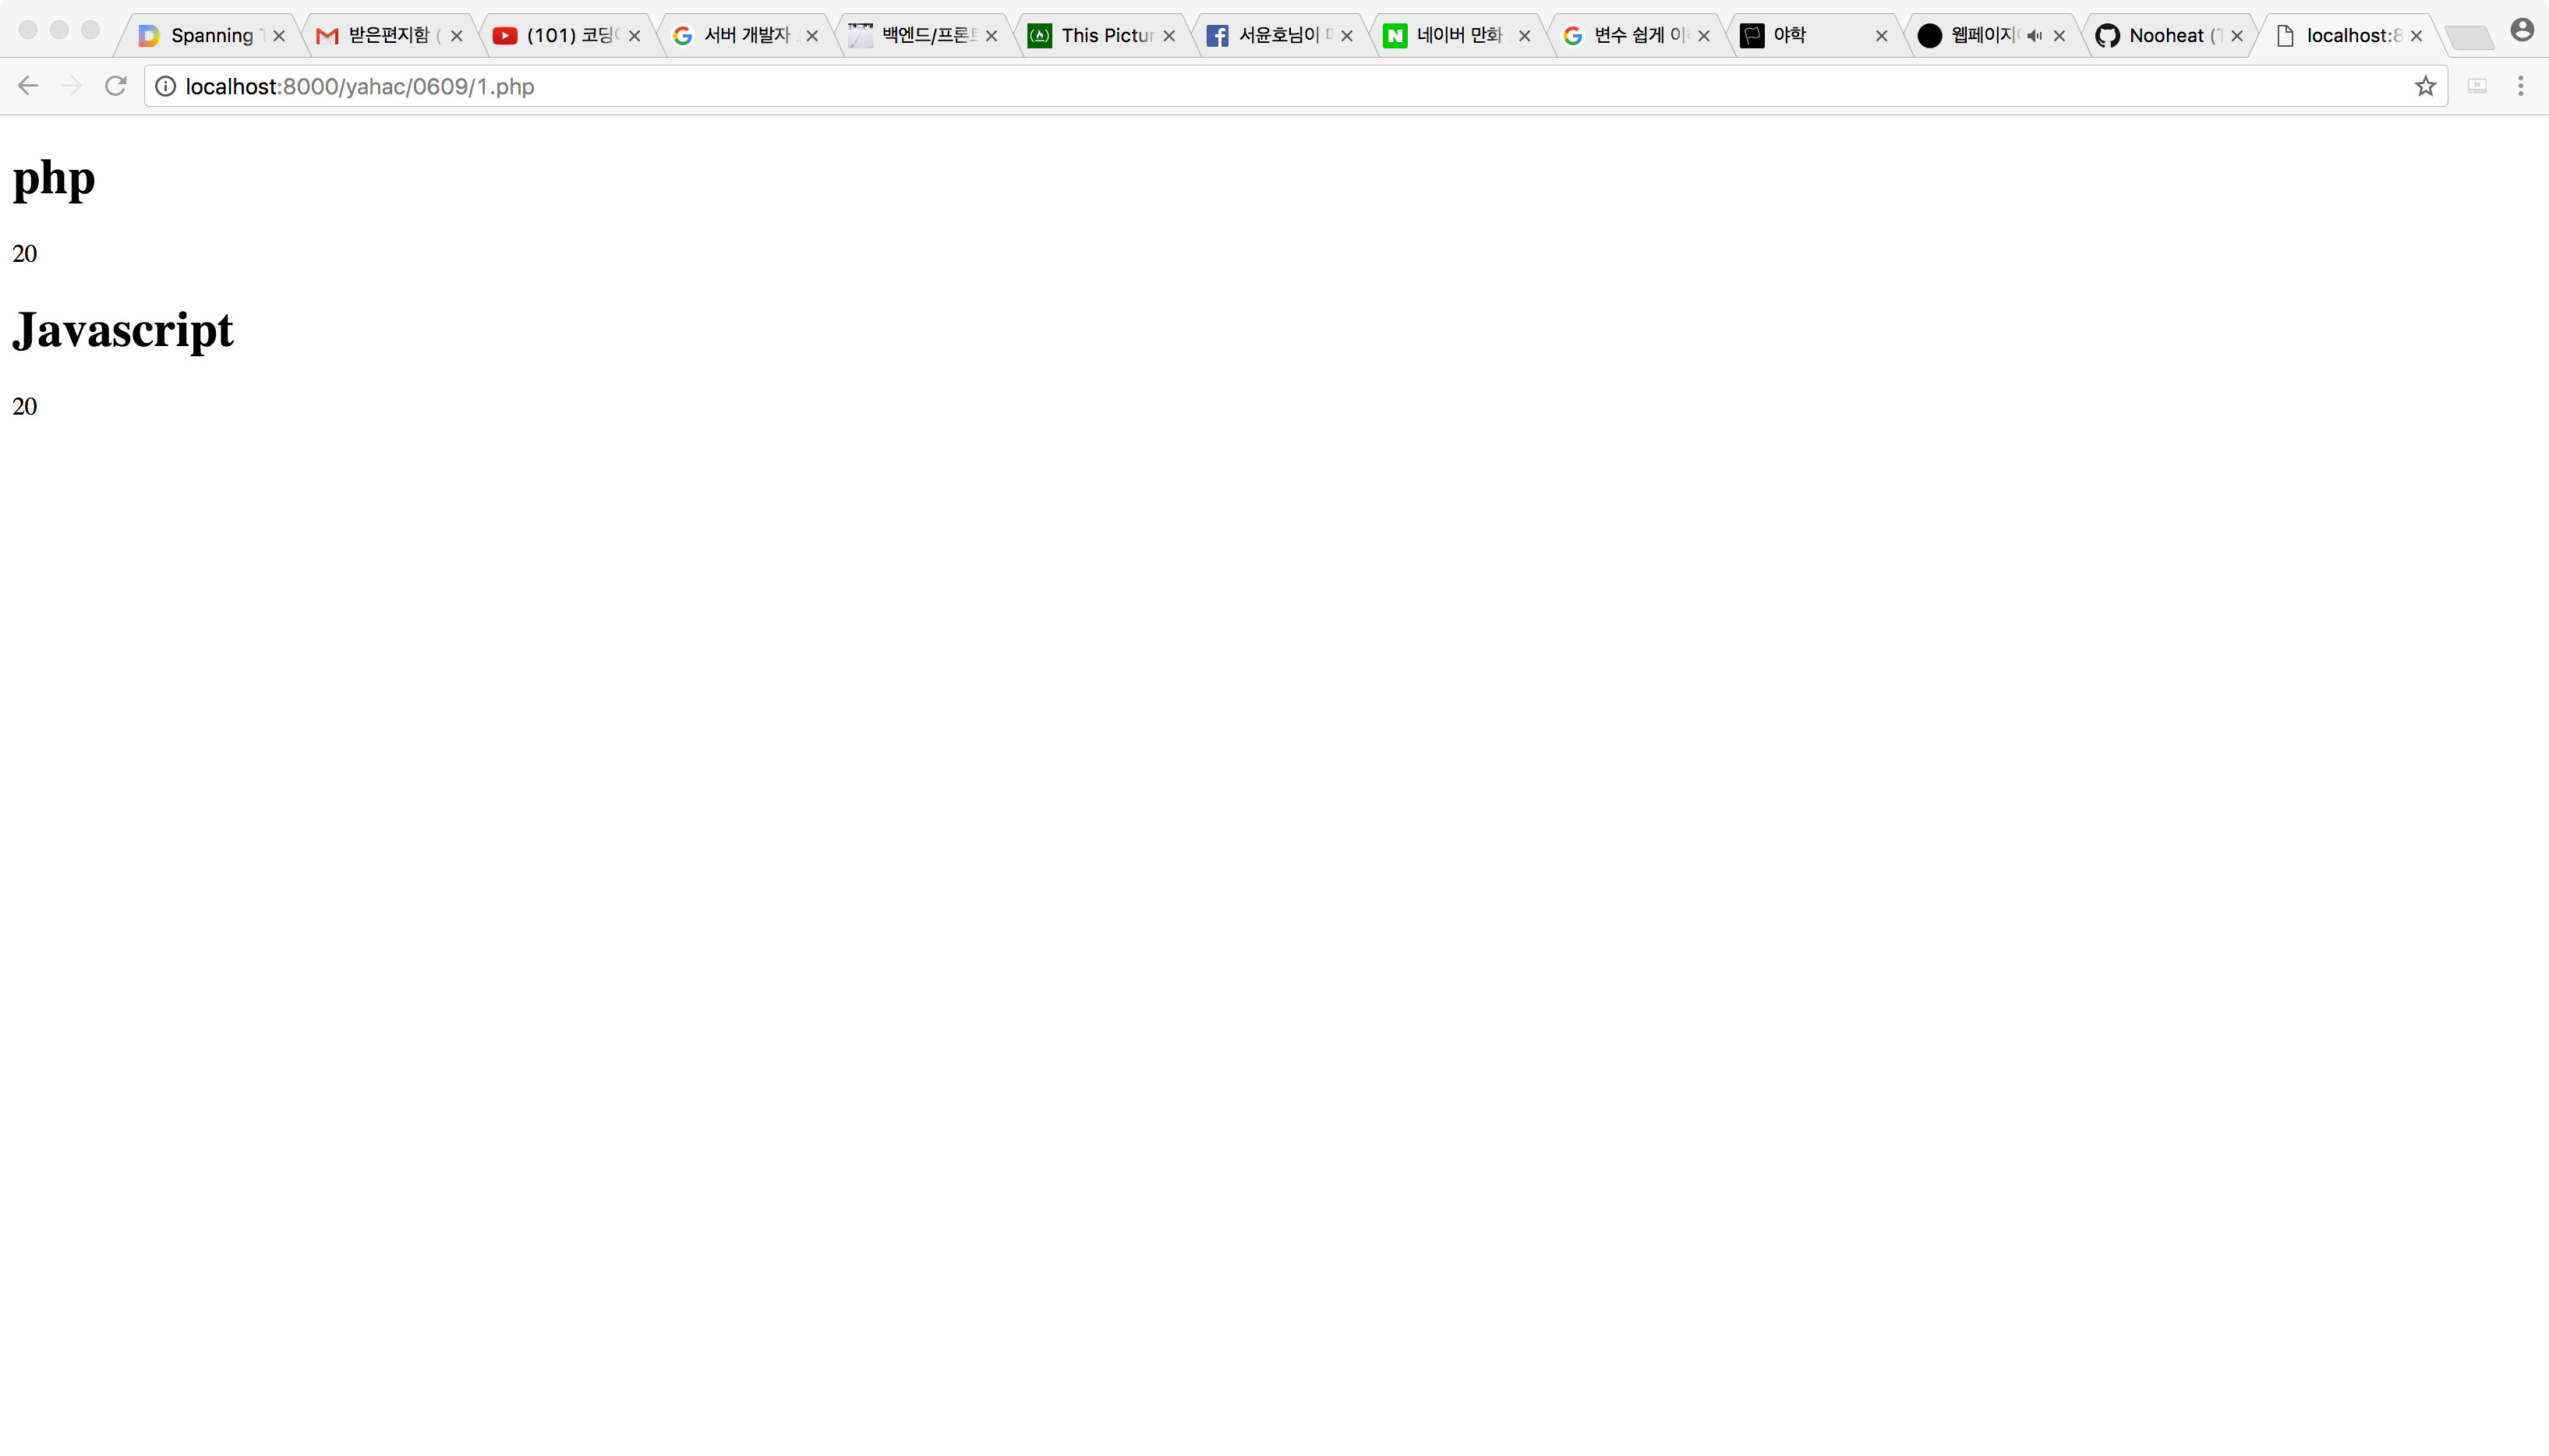 Spanning
받은편지함 (
(101) 코딩
서버 개발자
백엔드/프론
This Pictur
서윤호님이
네이버 만화
변수 쉽게 이
야학
웹페이지
Nooheat (
localhost:8
localhost:8000/yahac/0609/1.php
php
20
Javascript
20